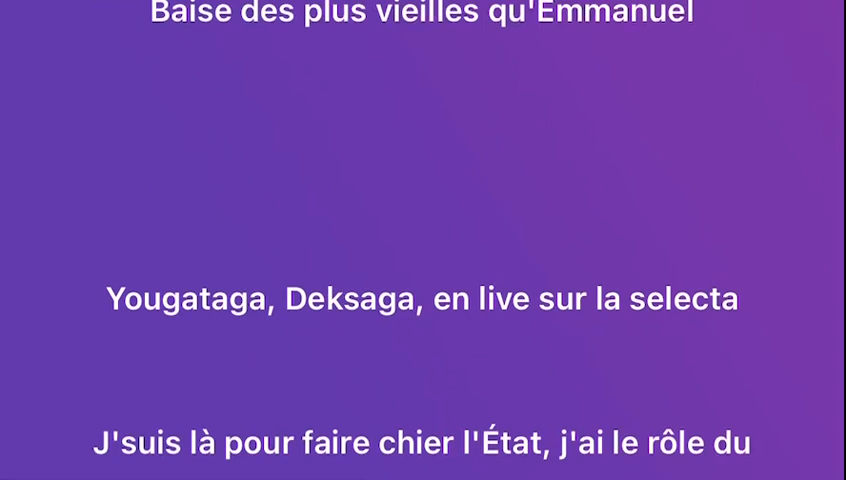 Baise des plus vieilles qu'Emmanuel
Yougataga, Deksaga, en live sur la selecta
J'suis là pour faire chier l'État, j'ai le rôle du